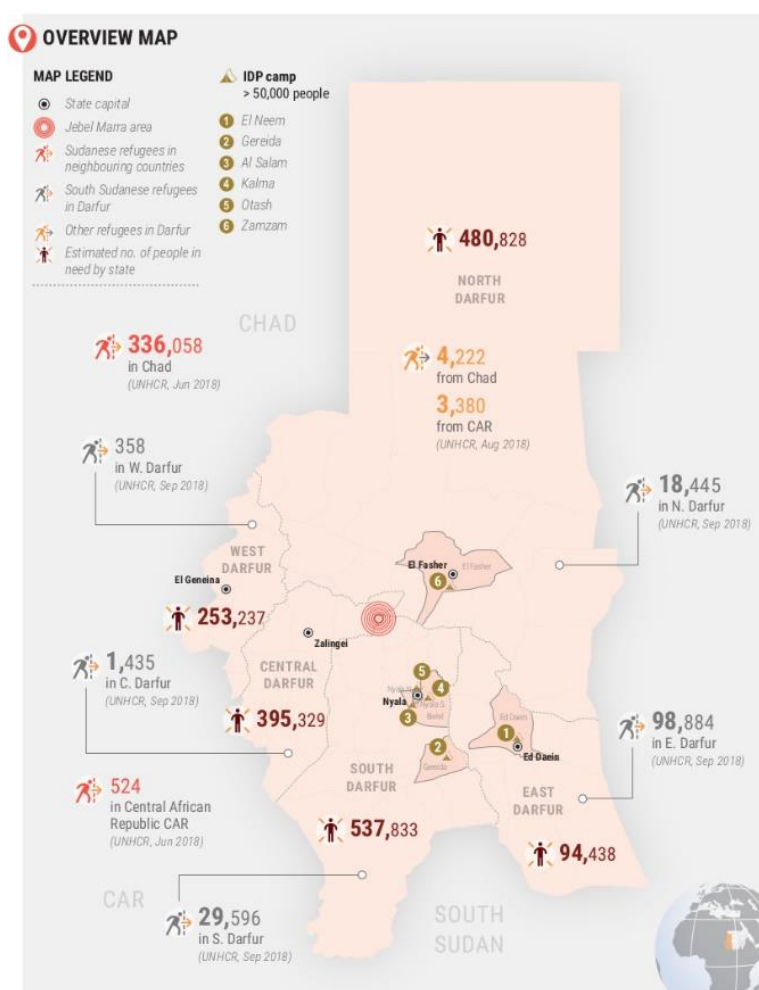 OVERVIEW MAP
MAP LEGEND
State capital
Jebel Marra area
Sudanese refugees in
neighbouring countries
South Sudanese refugees
in Darfur
Other refugees in Darfur
Estimated no. of people in
need by state
IDP camp
> 50,000 people
1 El Neem
2 Gereida
3 Al Salam
4 Kalma
5 Otash
6 Zamzam
480,828
NORTH
DARFUR
CHAD
336,058
in Chad
(UNHCR, Jun 2018)
4,222
from Chad
3,380
from CAR
(UNHCR, Aug 2018)
358
in W. Darfur
(UNHCR, Sep 2018)
18,445
in N. Darfur
(UNHCR, Sep 2018)
WEST
DARFUR
El Fasher
El Fasher
6
El Geneina
253,237
Zalingei
1,435
in C. Darfur
(UNHCR, Sep 2018)
CENTRAL
DARFUR
395,329
5
4
Nyala
Nyala S.
3
Beliel
2
Gereida
Ed Daein
1
Ed Daein
98,884
in E. Darfur
(UNHCR, Sep 2018)
524
in Central African
Republic CAR
(UNHCR, Jun 2018)
SOUTH
DARFUR
537,833
EAST
DARFUR
94,438
CAR
29,596
in S. Darfur
(UNHCR, Sep 2018)
SOUTH
SUDAN